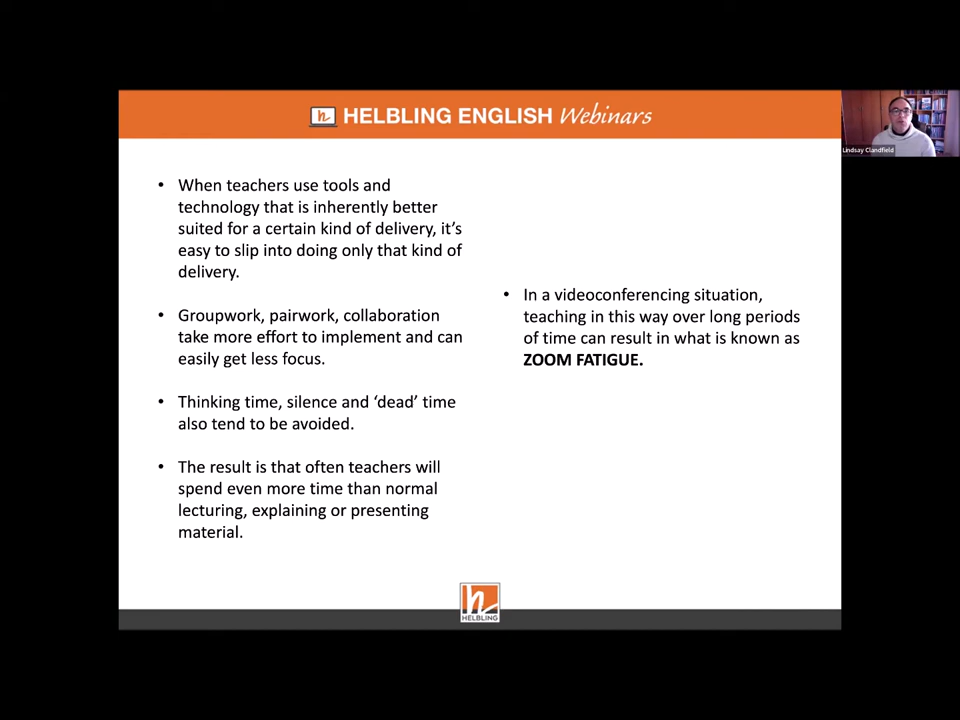 HELBLING ENGLISH Webinars
Lindsay Clandfield
• When teachers use tools and
technology that is inherently better
suited for a certain kind of delivery, it’s
easy to slip into doing only that kind of
delivery.
• Groupwork, pairwork, collaboration
take more effort to implement and can
easily get less focus.
• Thinking time, silence and ‘dead’ time
also tend to be avoided.
• The result is that often teachers will
spend even more time than normal
lecturing, explaining or presenting
material.
• In a videoconferencing situation,
teaching in this way over long periods
of time can result in what is known as
ZOOM FATIGUE.
h
HELBLING